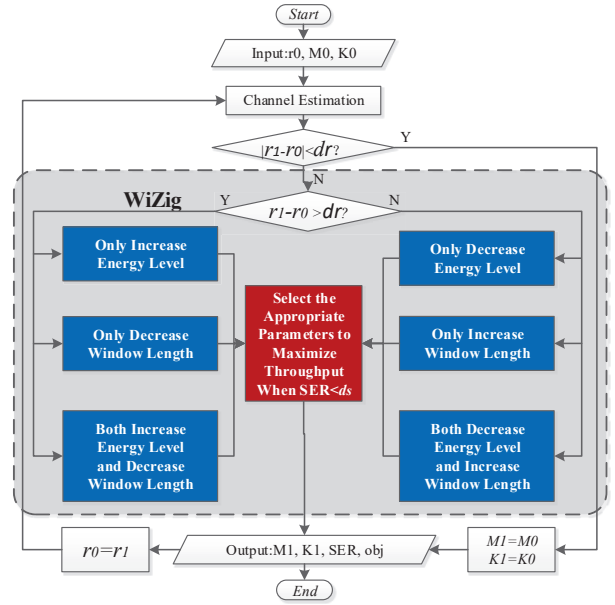 Start
Input:r0, M0, K0
Channel Estimation
|r1-r0|<dr?
Y
N
WiZig
Y
r1-r0 >dr?
N
Only Increase
Energy Level
Only Decrease
Window Length
Both Increase
Energy Level
and Decrease
Window Length
Select the
Appropriate
Parameters to
Maximize
Throughput
When SER<ds
Only Decrease
Energy Level
Only Increase
Window Length
Both Decrease
Energy Level
and Increase
Window Length
r0=r1
Output:M1, K1, SER, obj
M1=M0
K1=K0
End